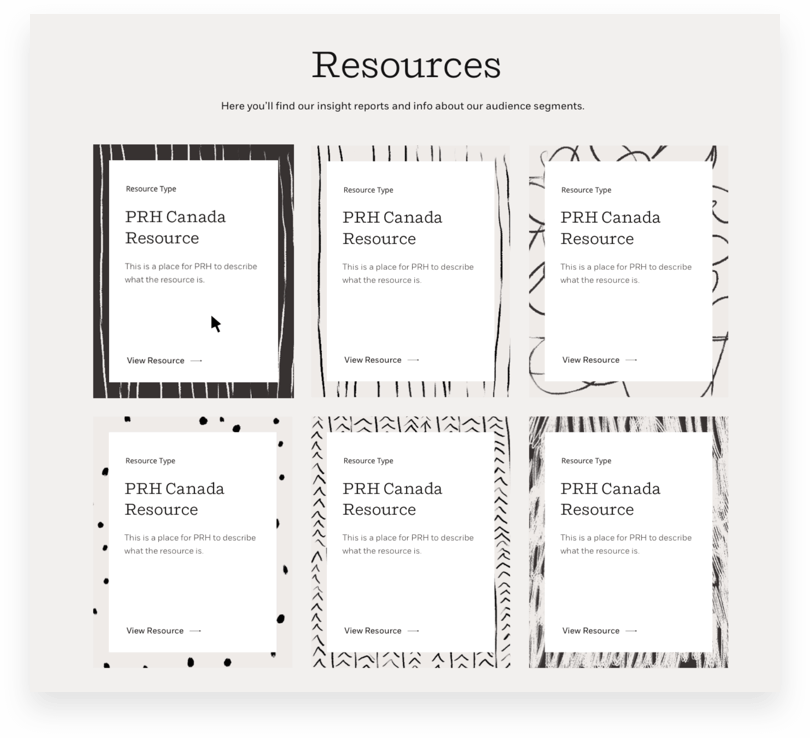 Resources
Here you'll find our insight reports and info about our audience segments.
Resource Type
PRH Canada
Resource
This is a place for PRH to describe
what the resource is.
View Resource
Resource Type
PRH Canada
Resource
This is a place for PRH to describe
what the resource is.
View Resource
Resource Type
PRH Canada
Resource
This is a place for PRH to describe
what the resource is.
View Resource
Resource Type
PRH Canada
Resource
This is a place for PRH to describe
what the resource is.
View Resource
Resource Type
PRH Canada
Resource
This is a place for PRH to describe
what the resource is.
View Resource
Resource Type
PRH Canada
Resource
This is a place for PRH to describe
what the resource is.
View Resource